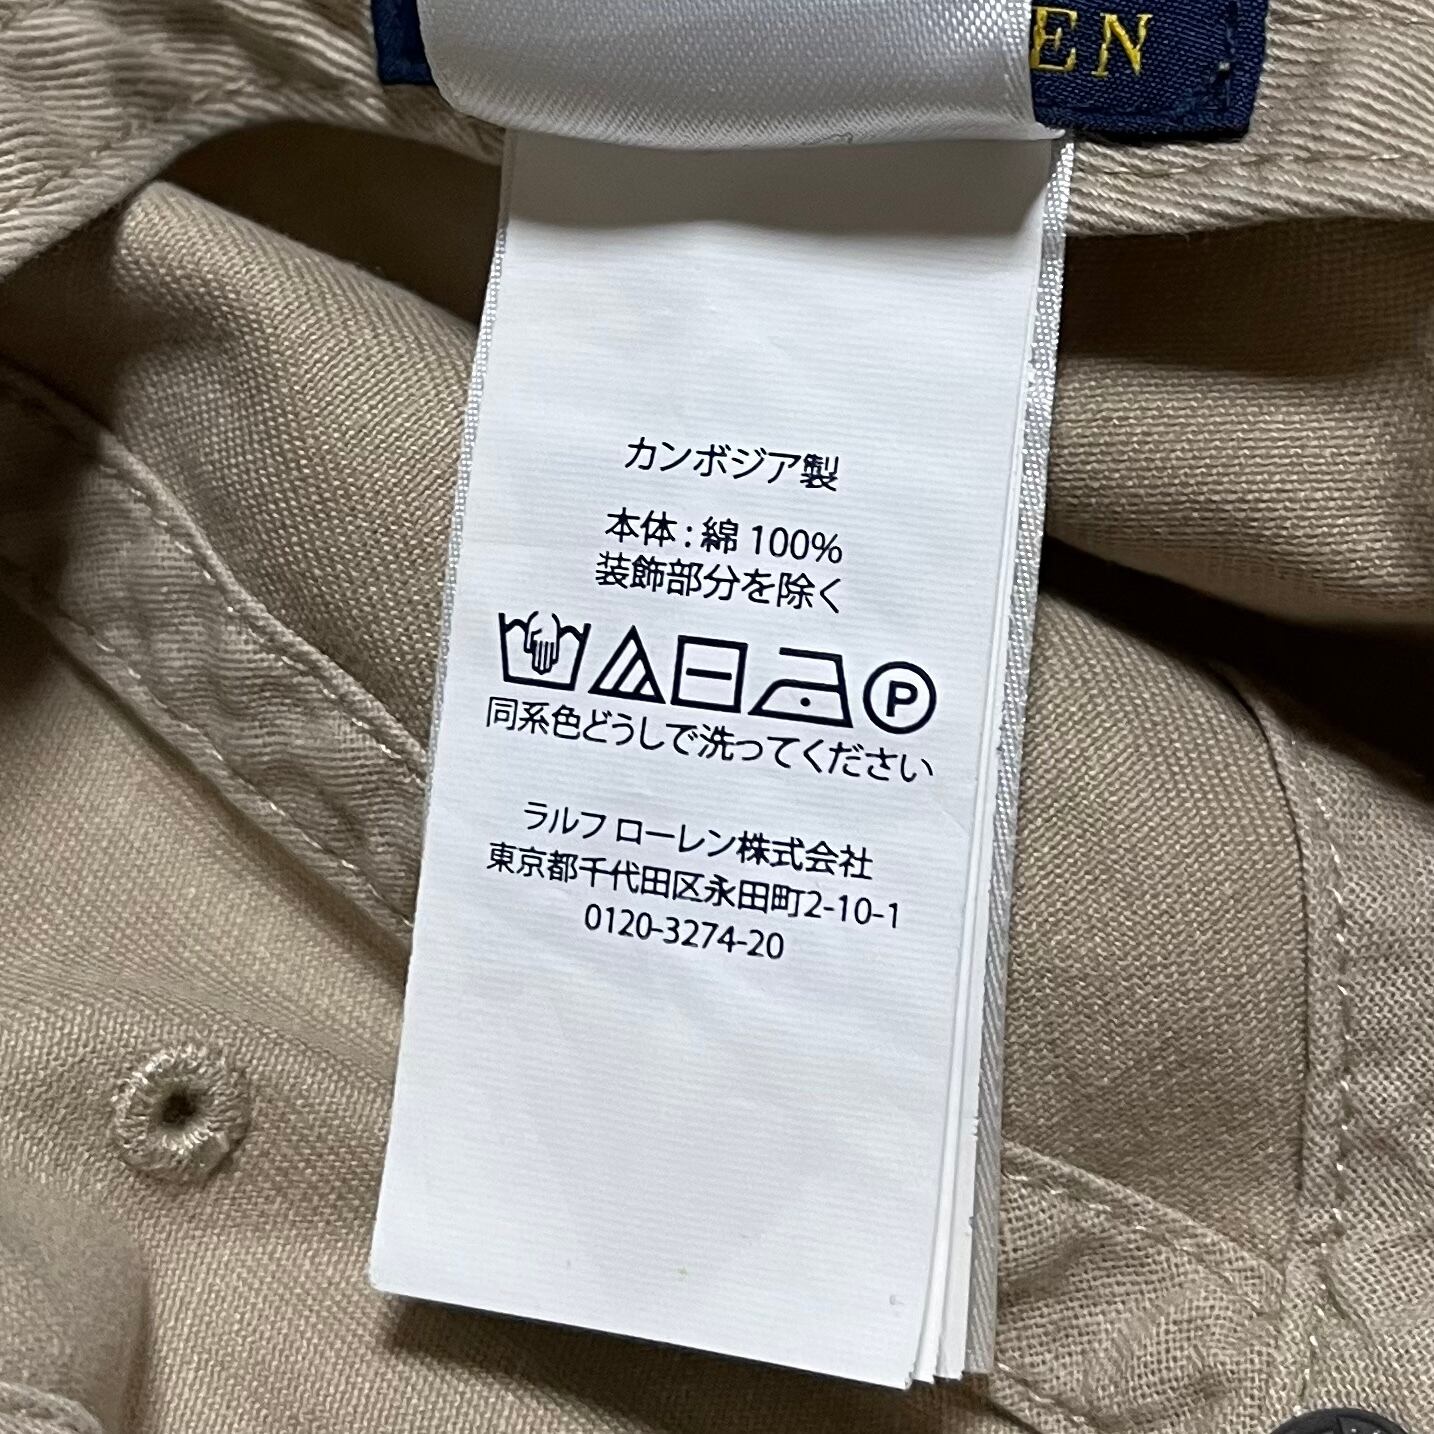 EN
カンボジア製
本体 : 綿 100%
装飾部分を除く
P
同系色どうしで洗ってください
ラルフ ローレン株式会社
東京都千代田区永田町2-10-1
0120-3274-20